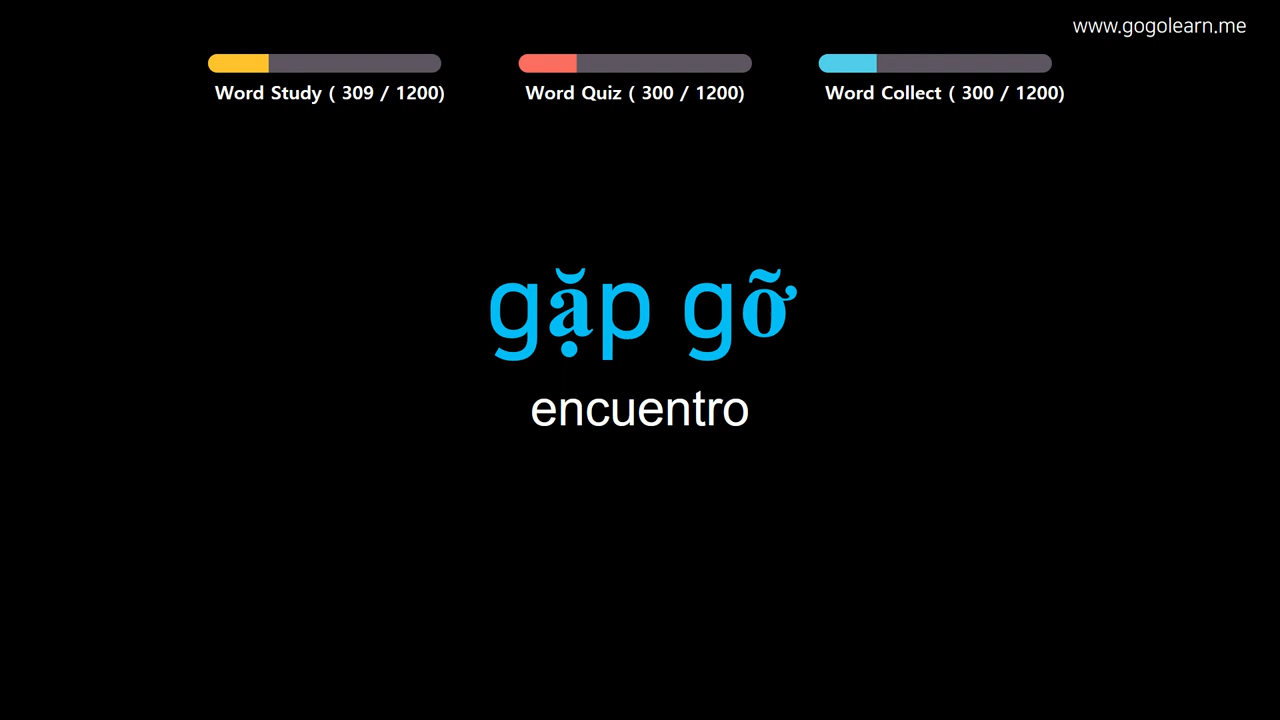 www.gogolearn.me
Word Study ( 309 / 1200)
Word Quiz ( 300 / 1200)
Word Collect ( 300 / 1200)
gặp gỡ
encuentro